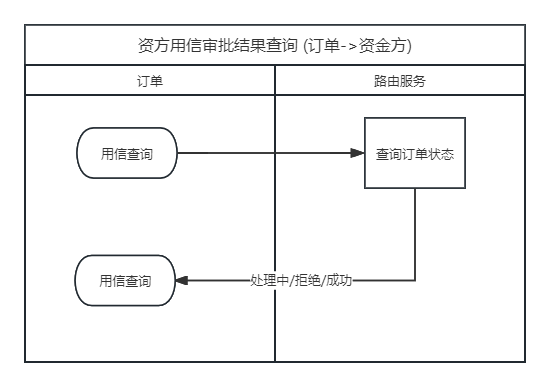 资方用信审批结果查询 (订单->资金方)
订单
路由服务
用信查询
查询订单状态
用信查询
处理中/拒绝/成功